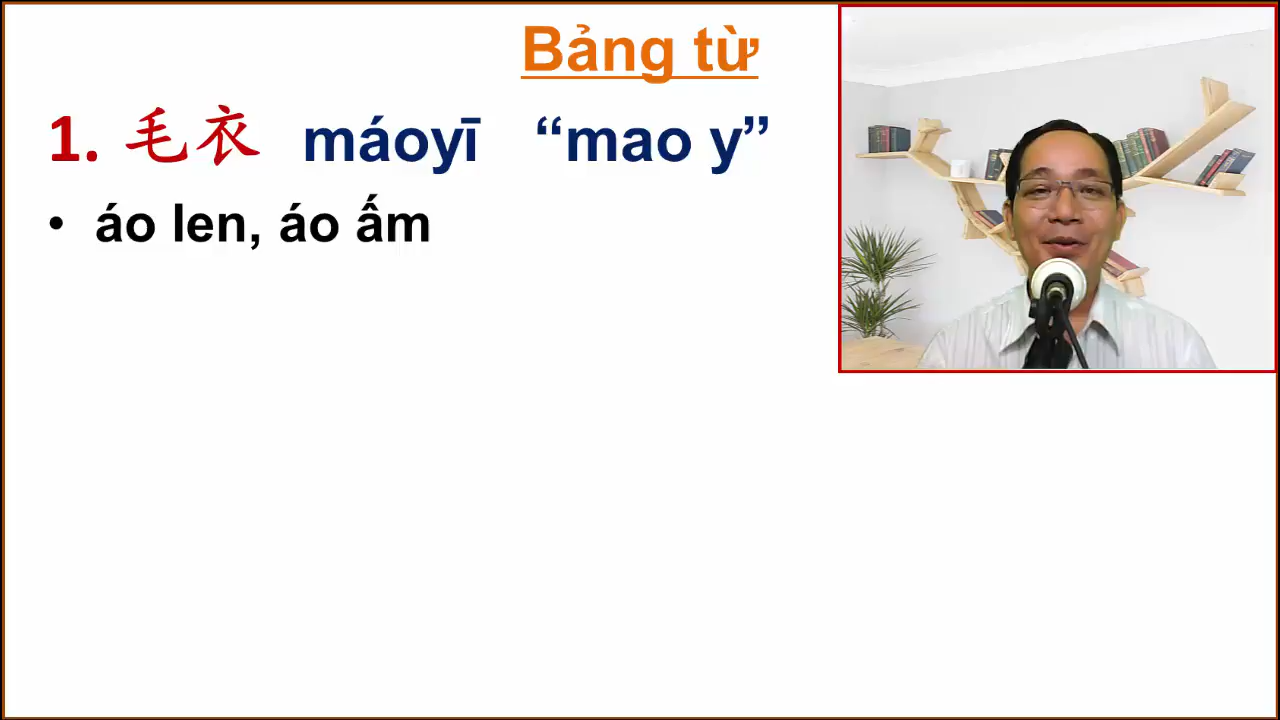 Bảng từ
1. 毛衣 máoyī “mao y”
• áo len, áo ấm